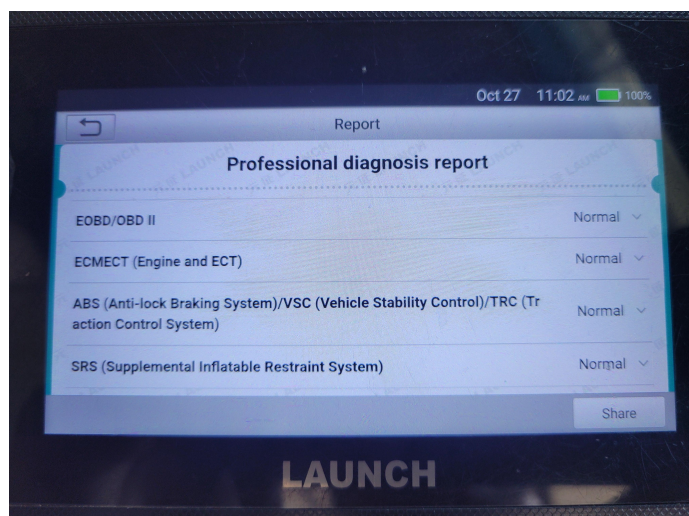 Oct 27 11:02 AM 100%
Report
Professional diagnosis report
EOBD/OBD II Normal
ECMECT (Engine and ECT) Normal
ABS (Anti-lock Braking System)/VSC (Vehicle Stability Control)/TRC (Tr
action Control System) Normal
SRS (Supplemental Inflatable Restraint System) Normal
Share
LAUNCH